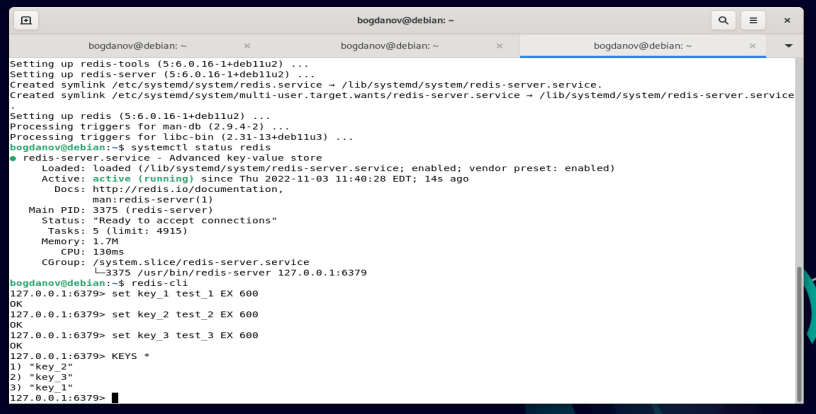 bogdanov@debian: ~
bogdanov@debian: ~ × bogdanov@debian: ~ × bogdanov@debian: ~ ×
Setting up redis-tools (5:6.0.16-1+deb11u2) ...
Setting up redis-server (5:6.0.16-1+deb11u2) ...
Created symlink /etc/systemd/system/redis.service → /lib/systemd/system/redis-server.service.
Created symlink /etc/systemd/system/multi-user.target.wants/redis-server.service → /lib/systemd/system/redis-server.service
.
Setting up redis (5:6.0.16-1+deb11u2) ...
Processing triggers for man-db (2.9.4-2) ...
Processing triggers for libc-bin (2.31-13+deb11u3) ...
bogdanov@debian:~$ systemctl status redis
● redis-server.service - Advanced key-value store
Loaded: loaded (/lib/systemd/system/redis-server.service; enabled; vendor preset: enabled)
Active: active (running) since Thu 2022-11-03 11:40:28 EDT; 14s ago
Docs: http://redis.io/documentation,
man:redis-server(1)
Main PID: 3375 (redis-server)
Status: "Ready to accept connections"
Tasks: 5 (limit: 4915)
Memory: 1.7M
CPU: 130ms
CGroup: /system.slice/redis-server.service
└─3375 /usr/bin/redis-server 127.0.0.1:6379
bogdanov@debian:~$ redis-cli
127.0.0.1:6379> set key_1 test_1 EX 600
OK
127.0.0.1:6379> set key_2 test_2 EX 600
OK
127.0.0.1:6379> set key_3 test_3 EX 600
OK
127.0.0.1:6379> KEYS *
1) "key_2"
2) "key_3"
3) "key_1"
127.0.0.1:6379>